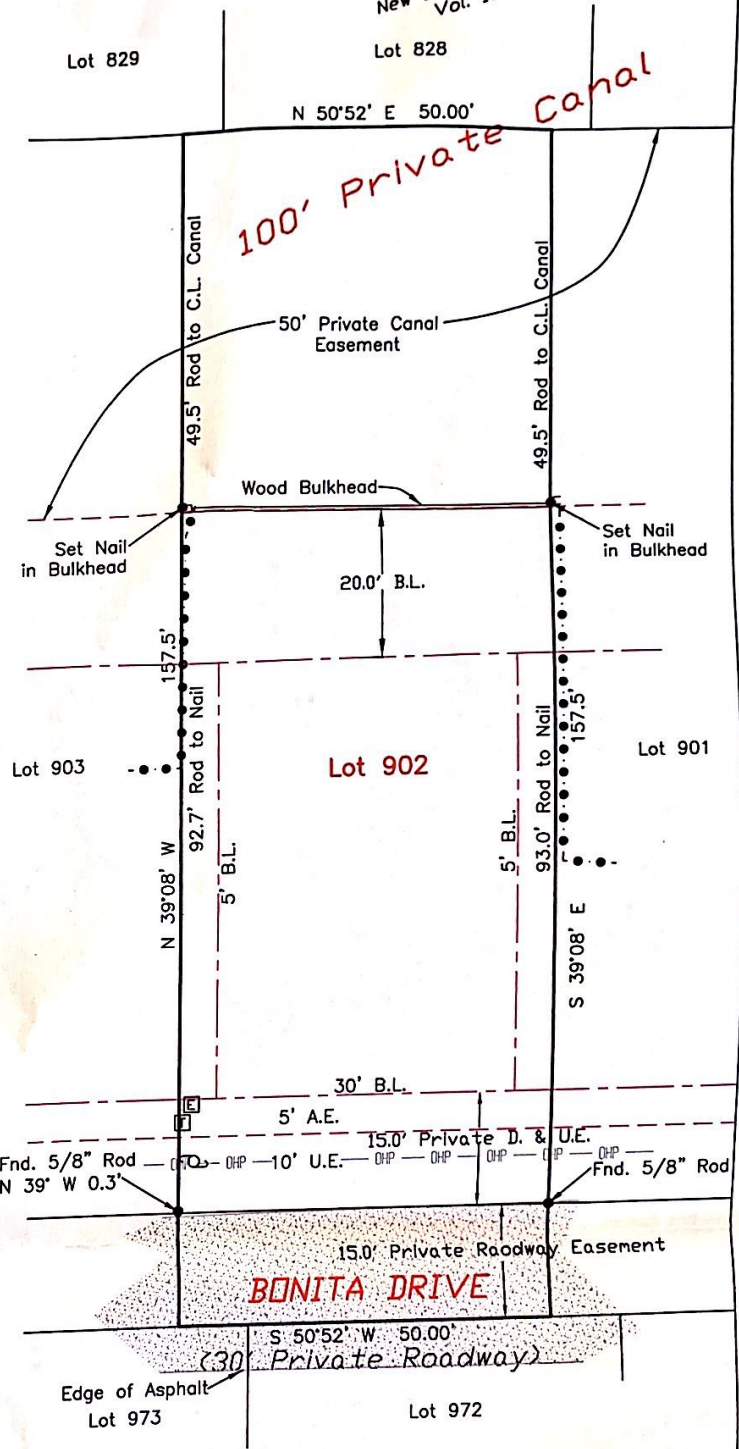 New
Vol.
Lot 829
Lot 828
N 50°52' E 50.00'
100' Private Canal
49.5' Rod to C.L. Canal
49.5' Rod to C.L. Canal
50' Private Canal
Easement
Wood Bulkhead
Set Nail
in Bulkhead
Set Nail
in Bulkhead
20.0' B.L.
157.5'
157.5'
Lot 903
Lot 902
Lot 901
92.7' Rod to Nail
93.0' Rod to Nail
5' B.L.
5' B.L.
N 39°08' W
S 39°08' E
30' B.L.
E
T
5' A.E.
15.0' Private D. & U.E.
Fnd. 5/8" Rod
N 39° W 0.3'
OHP
10' U.E.
OHP
OHP
OHP
OHP
OHP
Fnd. 5/8" Rod
15.0' Private Raodway Easement
BONITA DRIVE
S 50°52' W 50.00'
(30' Private Roadway)
Edge of Asphalt
Lot 973
Lot 972